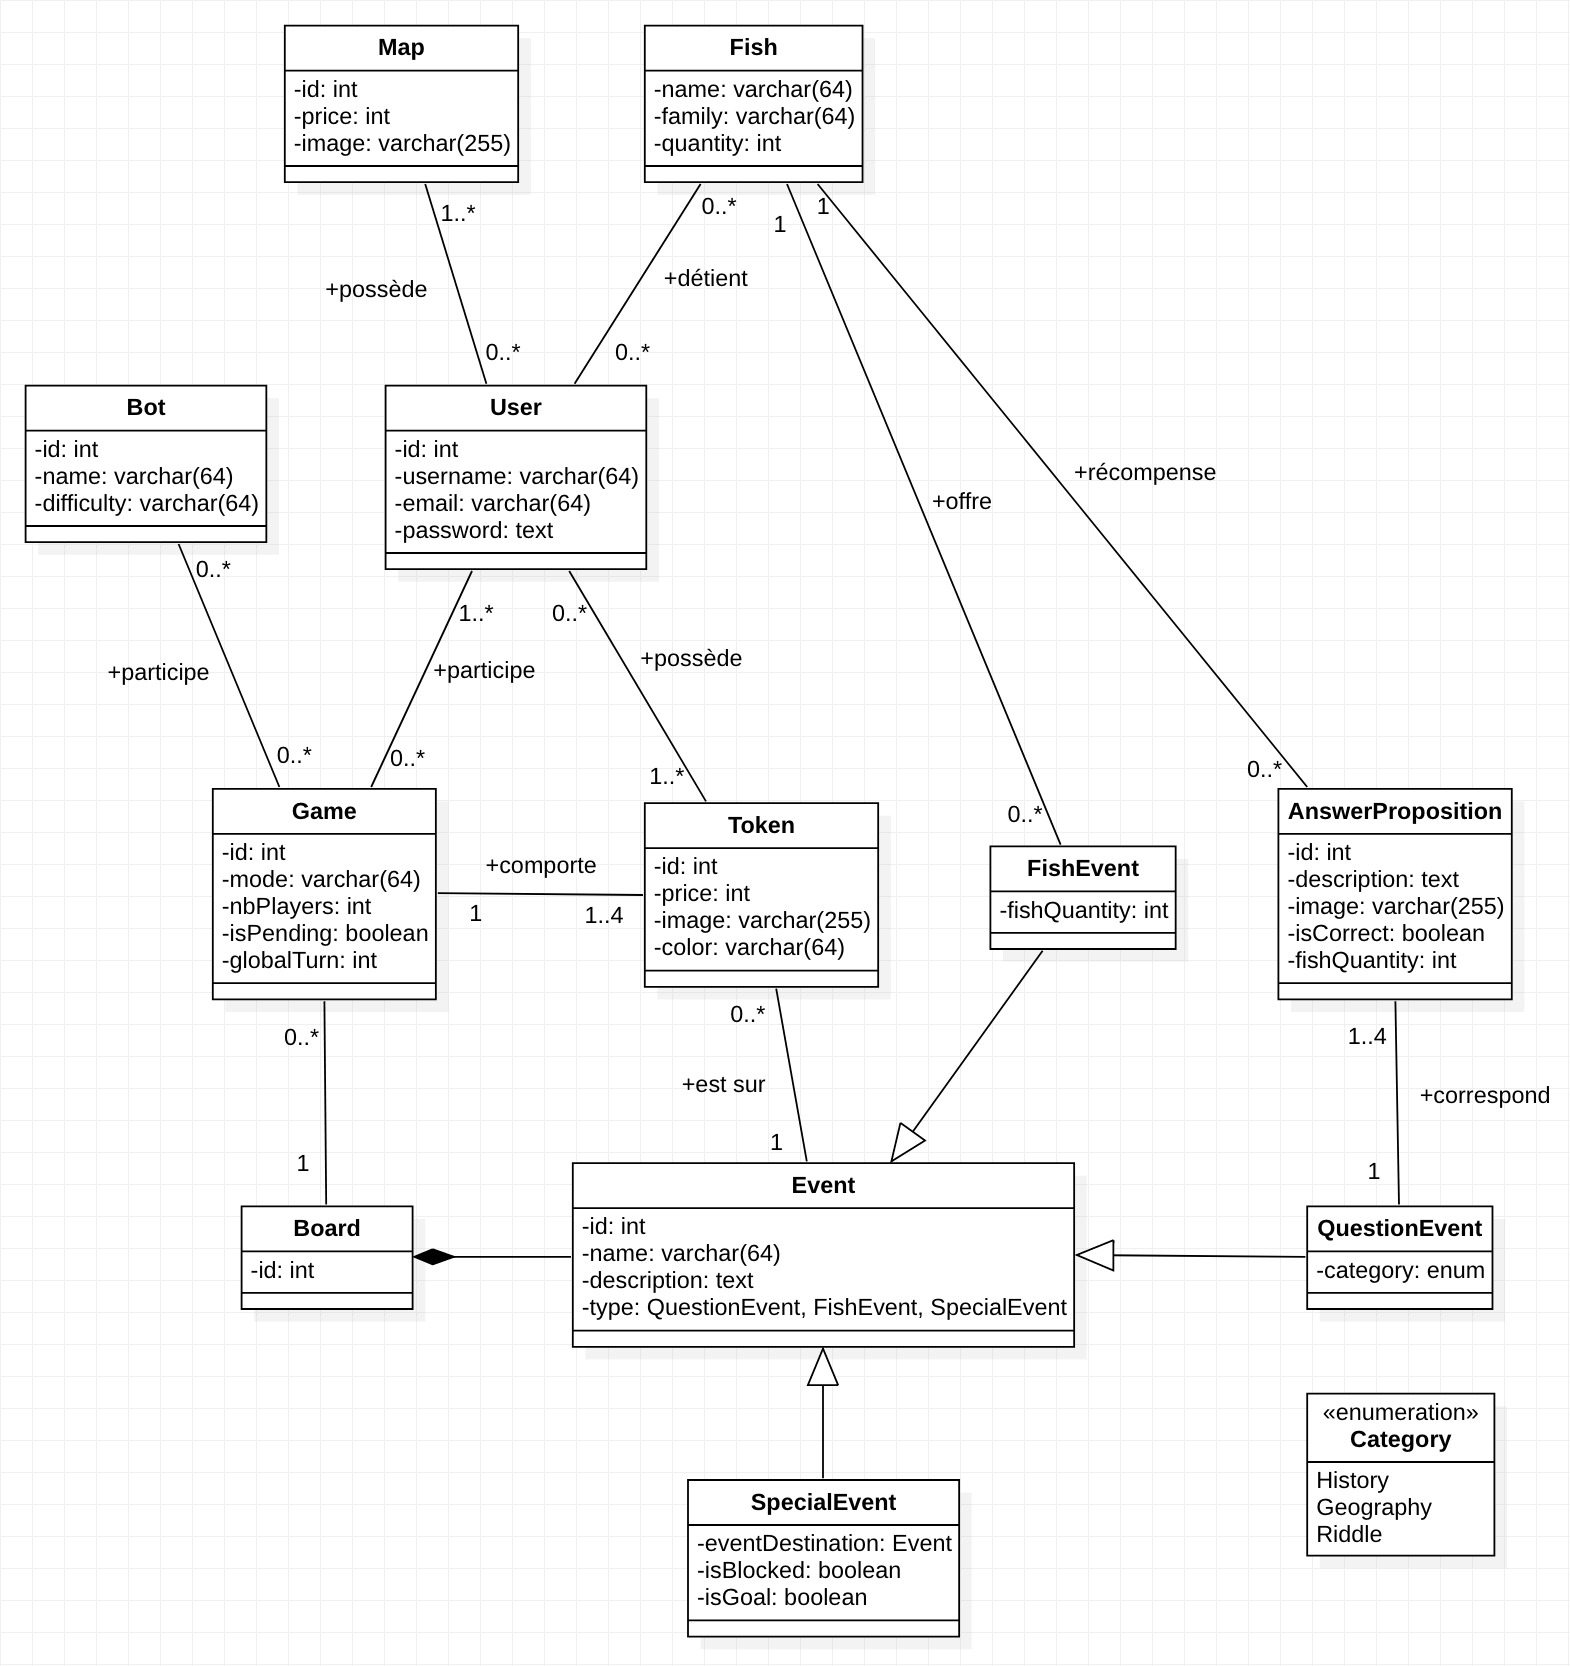 Map
-id: int
-price: int
-image: varchar(255)
Fish
-name: varchar(64)
-family: varchar(64)
-quantity: int
1..*
0..*
1
1
+possède
+détient
0..*
0..*
Bot
-id: int
-name: varchar(64)
-difficulty: varchar(64)
User
-id: int
-username: varchar(64)
-email: varchar(64)
-password: text
+récompense
+offre
0..*
1..*
0..*
+participe
+participe
+possède
0..*
0..*
1..*
0..*
0..*
Game
-id: int
-mode: varchar(64)
-nbPlayers: int
-isPending: boolean
-globalTurn: int
+comporte
1
1..4
Token
-id: int
-price: int
-image: varchar(255)
-color: varchar(64)
FishEvent
-fishQuantity: int
AnswerProposition
-id: int
-description: text
-image: varchar(255)
-isCorrect: boolean
-fishQuantity: int
0..*
0..*
1..4
+est sur
+correspond
1
1
1
Board
-id: int
Event
-id: int
-name: varchar(64)
-description: text
-type: QuestionEvent, FishEvent, SpecialEvent
QuestionEvent
-category: enum
«enumeration»
Category
History
Geography
Riddle
SpecialEvent
-eventDestination: Event
-isBlocked: boolean
-isGoal: boolean